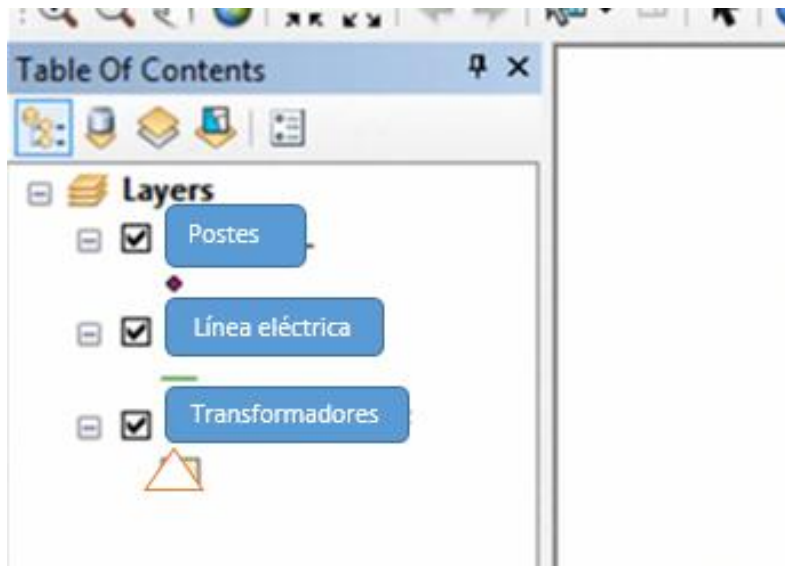 Table Of Contents
Layers
Postes
Línea eléctrica
Transformadores